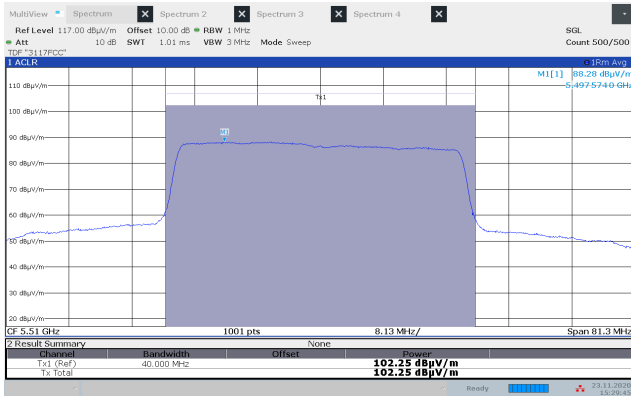 MultiView Spectrum X Spectrum 2 X Spectrum 3 X Spectrum 4 X
Ref Level 117.00 dBµV/m Offset 10.00 dB RBW 1 MHz SGL
Att 10 dB SWT 1.01 ms VBW 3 MHz Mode Sweep Count 500/500
TDF "3117FCC"
1 ACLR 1Rm Avg
M1[1] 88.28 dBµV/m
5.4975740 GHz
110 dBµV/m
Tx1
100 dBµV/m
M1
90 dBµV/m
80 dBµV/m
70 dBµV/m
60 dBµV/m
50 dBµV/m
40 dBµV/m
30 dBµV/m
20 dBµV/m
CF 5.51 GHz 1001 pts 8.13 MHz/ Span 81.3 MHz
2 Result Summary None
Channel Bandwidth Offset Power
Tx1 (Ref) 40.000 MHz 102.25 dBµV/m
Tx Total 102.25 dBµV/m
Ready 23.11.2020
15:29:43